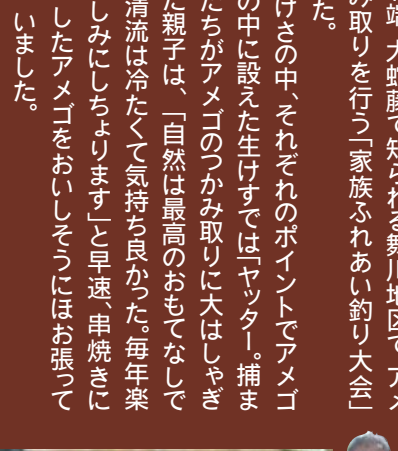 端、大蛇藤で知られる舞川地区で、アメ
み取りを行う「家族ふれあい釣り大会」
た。
けさの中、それぞれのポイントでアメゴ
の中に設えた生けすでは「ヤッター。捕ま
たちがアメゴのつかみ取りに大はしゃぎ
た親子は、「自然は最高のおもてなしで
清流は冷たくて気持ち良かった。毎年楽
しみにしちょります」と早速、串焼きに
したアメゴをおいしそうにほお張って
いました。